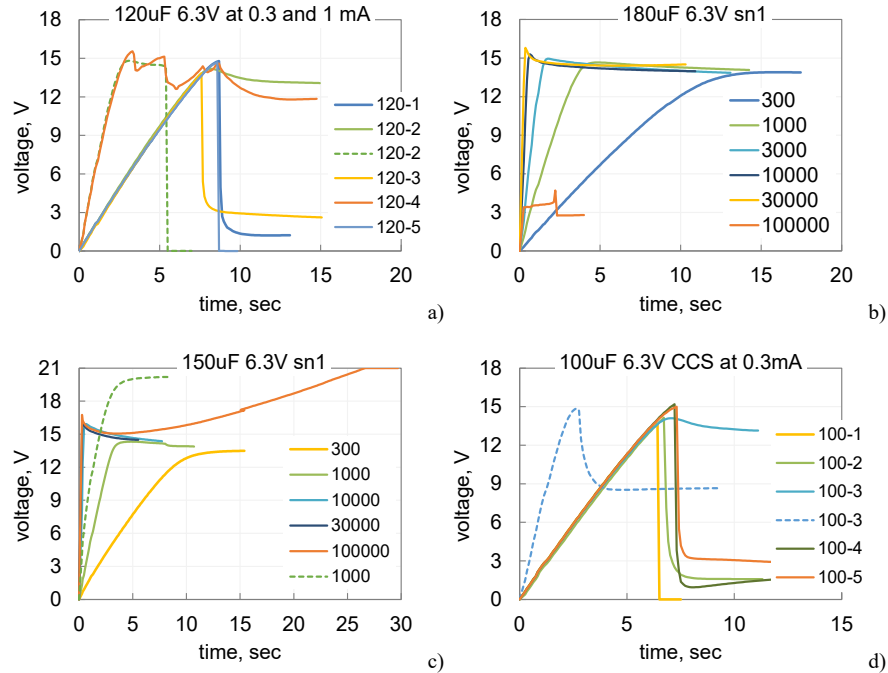 120uF 6.3V at 0.3 and 1 mA
18
15
12
9
6
3
0
voltage, V
0 5 10 15 20
time, sec
120-1
120-2
120-2
120-3
120-4
120-5
a)
180uF 6.3V sn1
18
15
12
9
6
3
0
voltage, V
0 5 10 15 20
time, sec
300
1000
3000
10000
30000
100000
b)
150uF 6.3V sn1
21
18
15
12
9
6
3
0
voltage, V
0 5 10 15 20 25 30
time, sec
300
1000
10000
30000
100000
1000
c)
100uF 6.3V CCS at 0.3mA
18
15
12
9
6
3
0
voltage, V
0 5 10 15
time, sec
100-1
100-2
100-3
100-3
100-4
100-5
d)